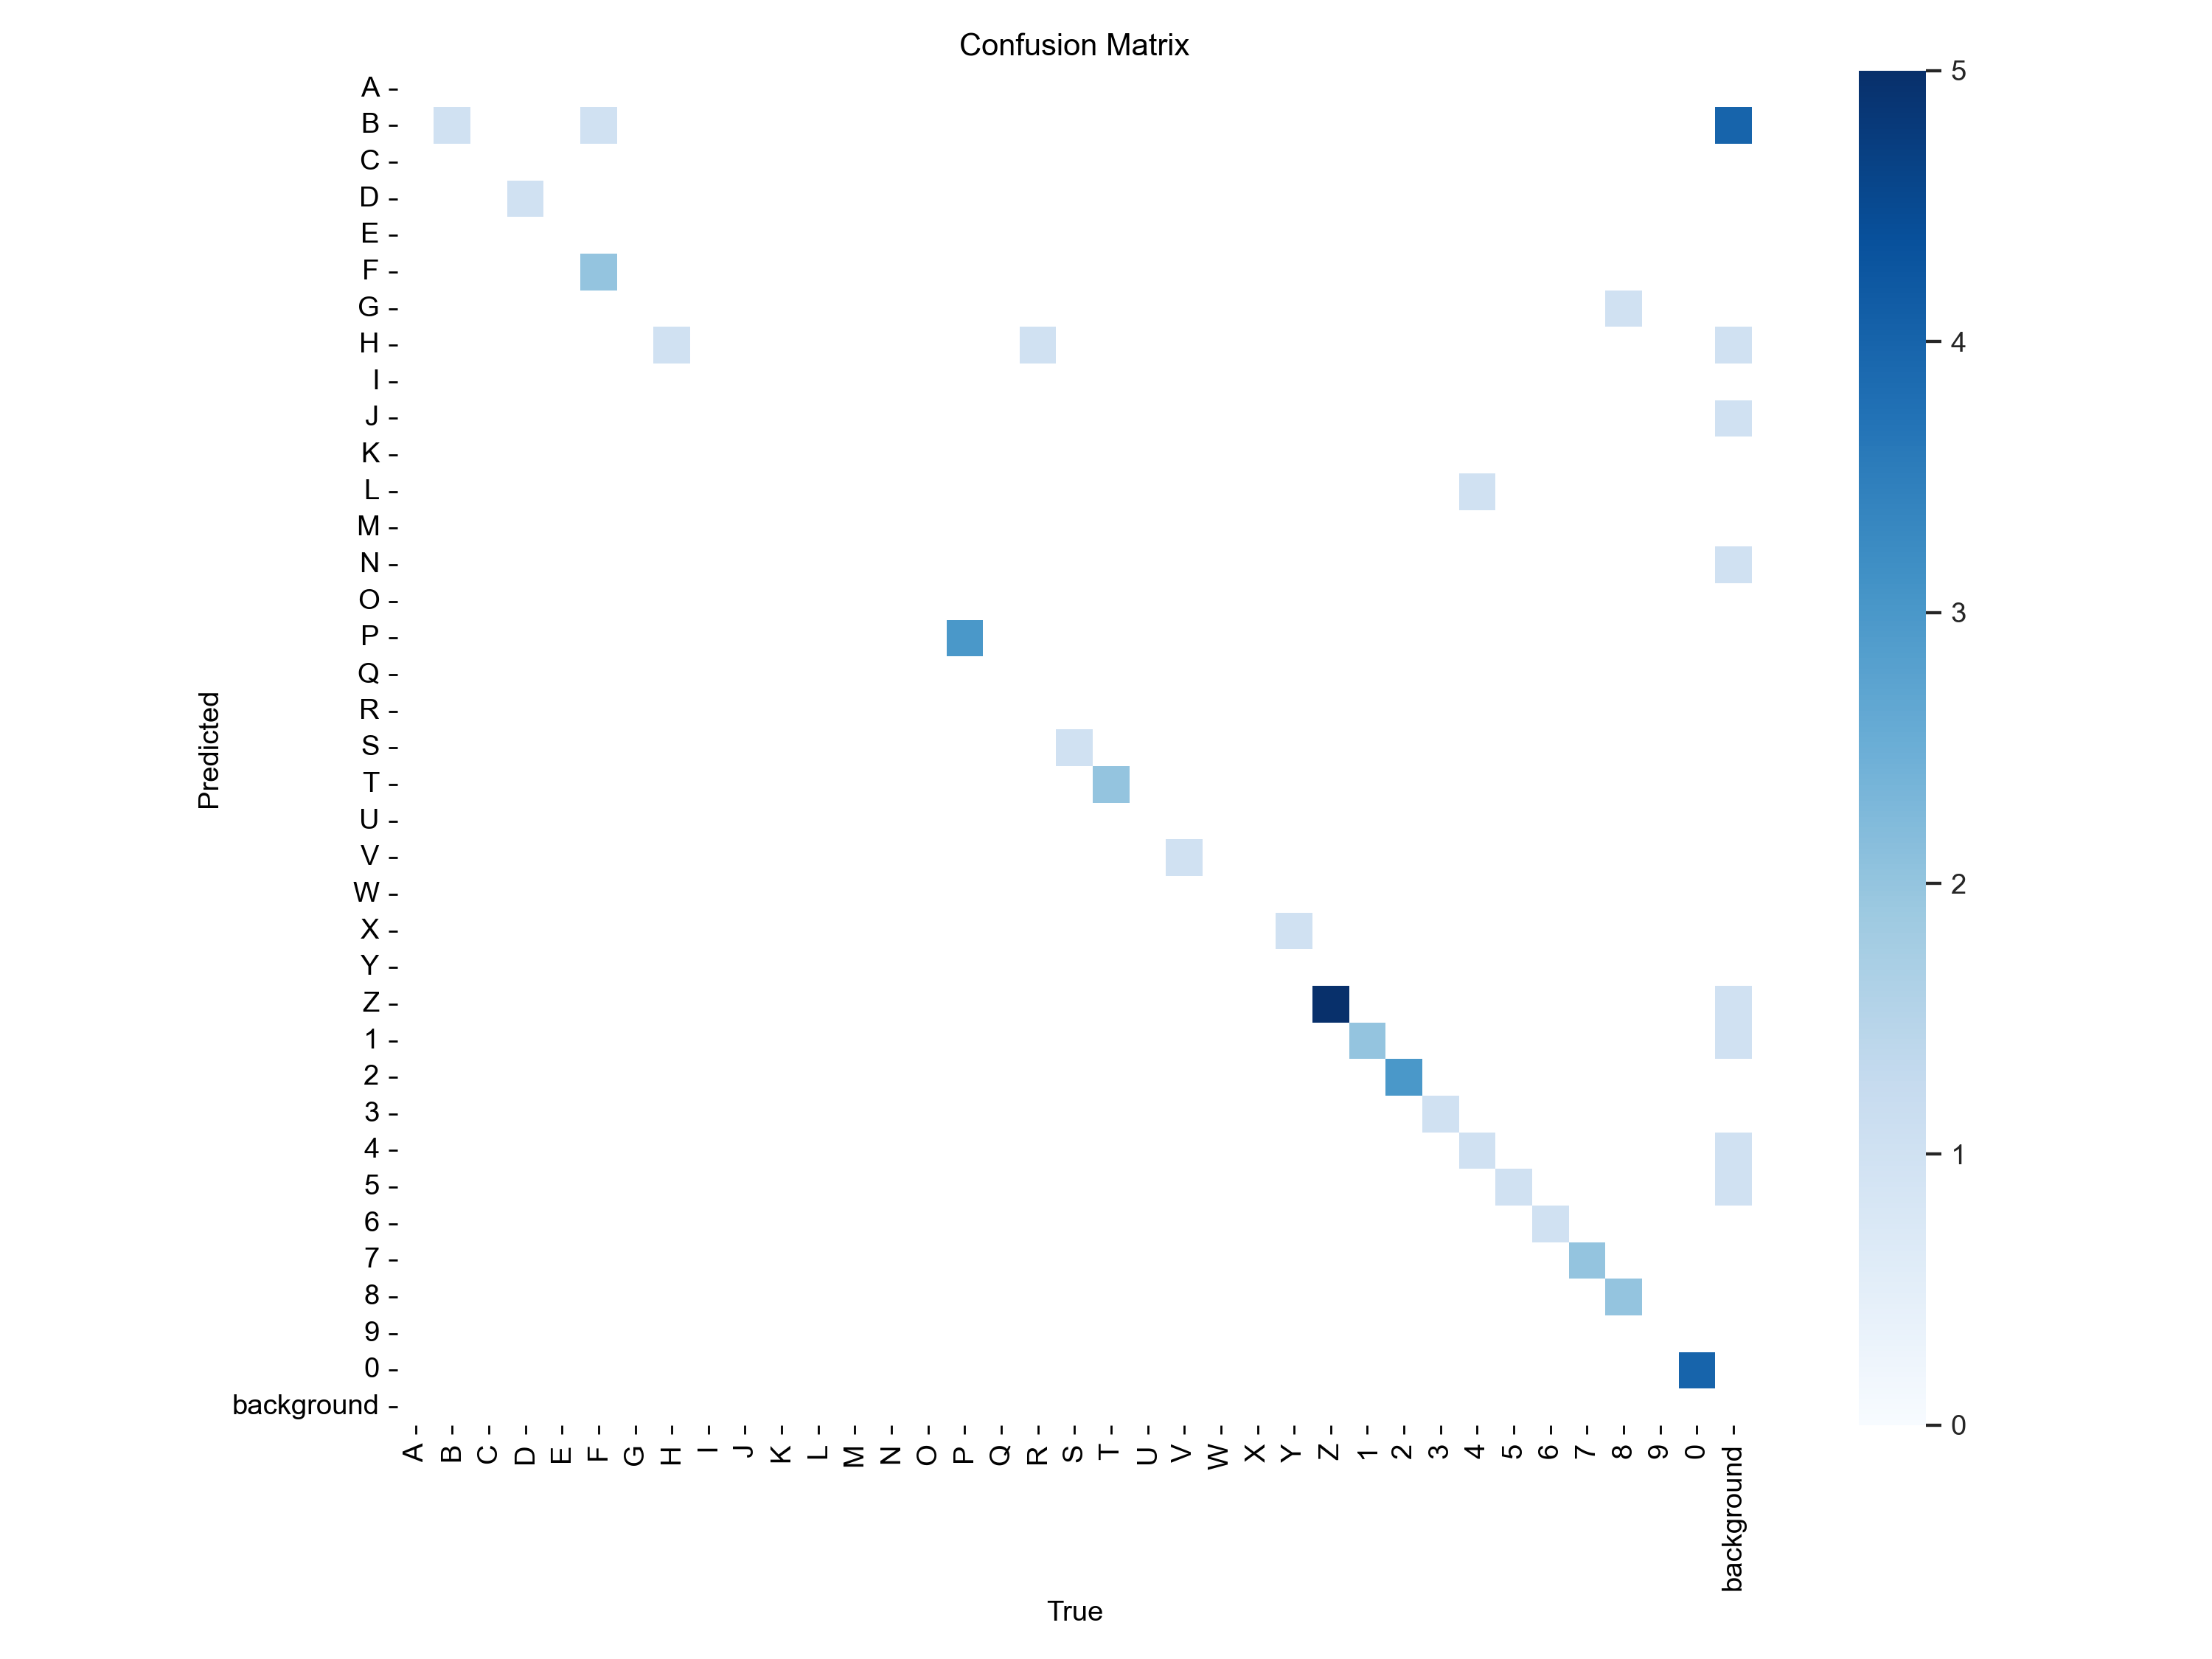 Confusion Matrix
A
B
C
D
E
F
G
H
I
J
K
L
M
N
O
P
Q
R
S
T
U
V
W
X
Y
Z
1
2
3
4
5
6
7
8
9
0
background
Predicted
A B C D E F G H I J K L M N O P Q R S T U V W X Y Z 1 2 3 4 5 6 7 8 9 0 background
True
5
4
3
2
1
0